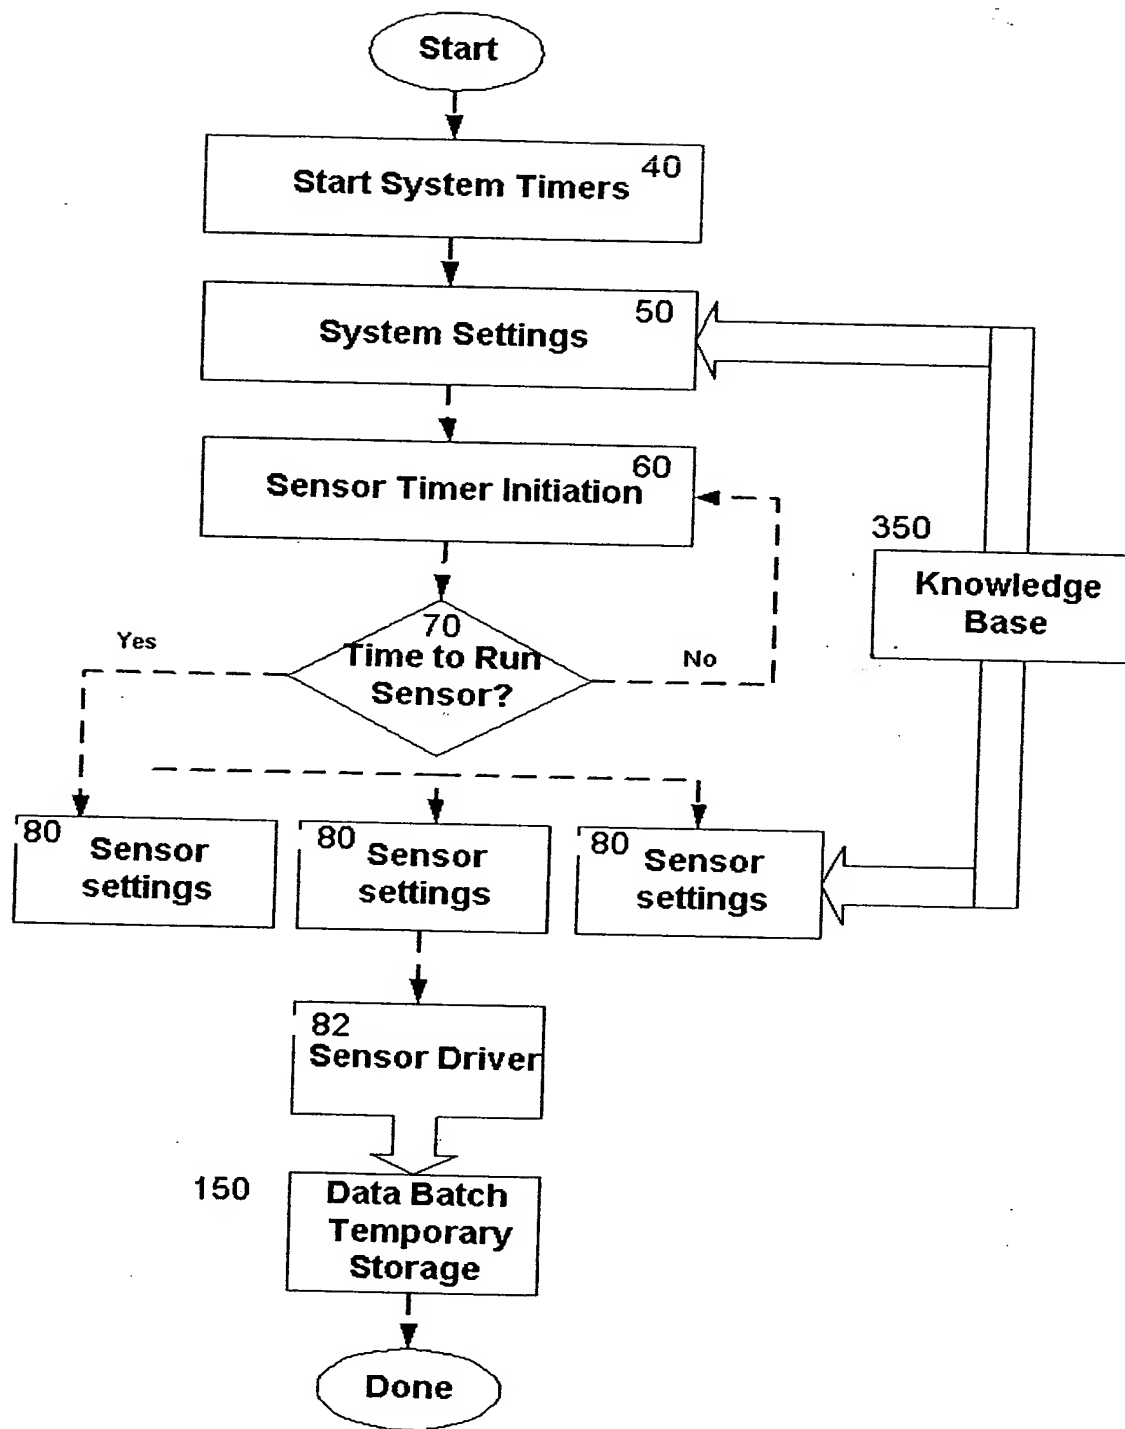 Start
40
Start System Timers
50
System Settings
60
Sensor Timer Initiation
350
Knowledge
Base
70
Time to Run
Sensor?
Yes
No
80
Sensor
settings
80
Sensor
settings
80
Sensor
settings
82
Sensor Driver
150
Data Batch
Temporary
Storage
Done